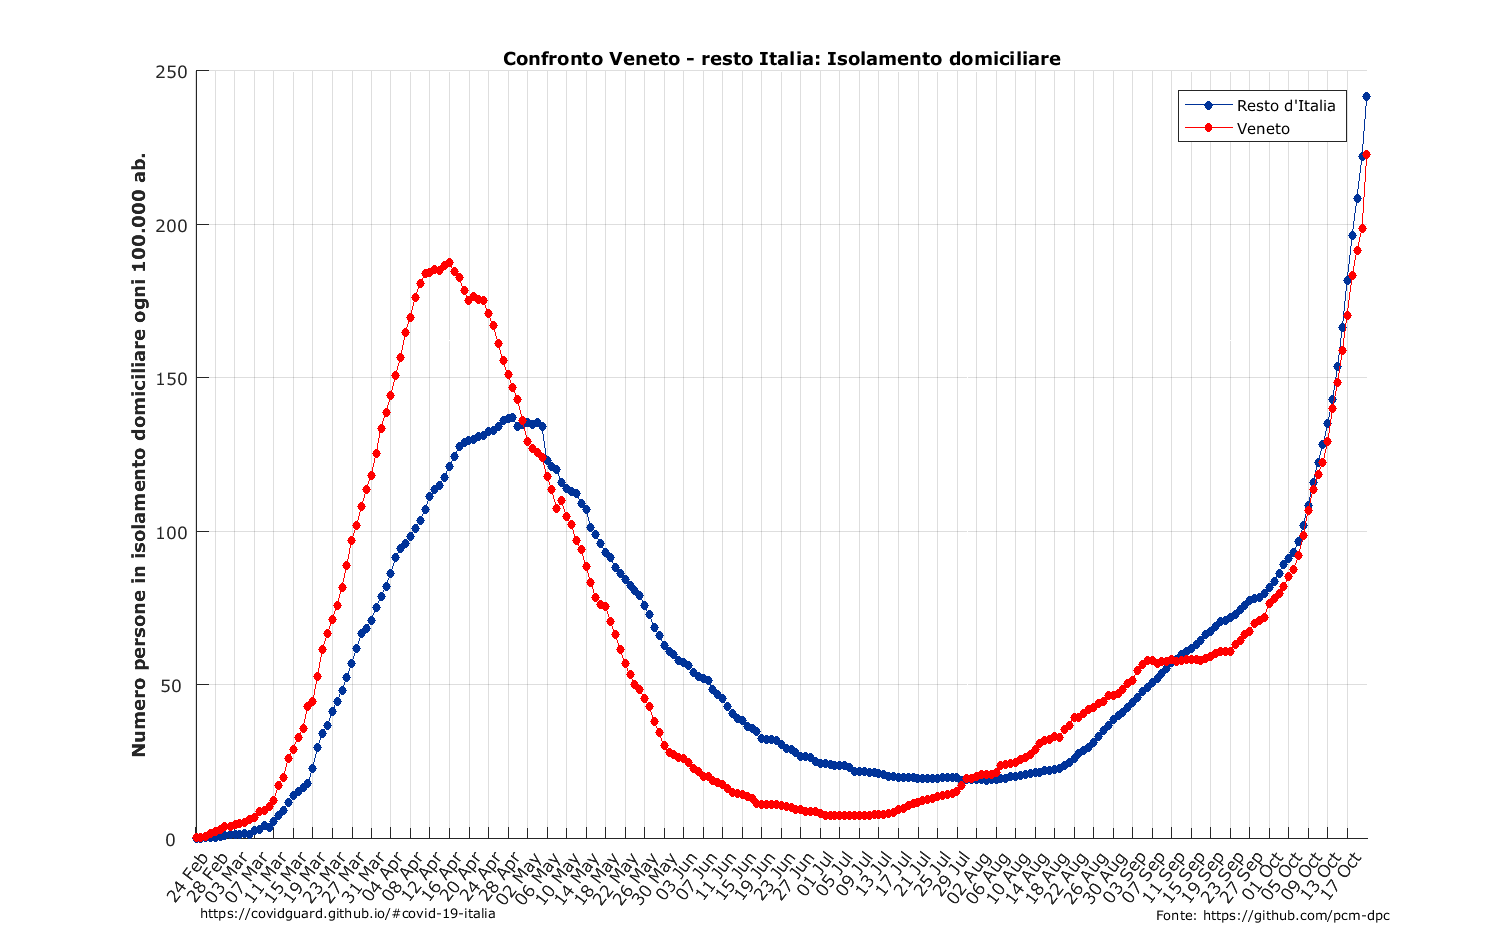 Confronto Veneto - resto Italia: Isolamento domiciliare
Numero persone in isolamento domiciliare ogni 100.000 ab.
250
200
150
100
50
0
Resto d'Italia
Veneto
24 Feb
28 Feb
03 Mar
07 Mar
11 Mar
15 Mar
19 Mar
23 Mar
27 Mar
31 Mar
04 Apr
08 Apr
12 Apr
16 Apr
20 Apr
24 Apr
28 Apr
02 May
06 May
10 May
14 May
18 May
22 May
26 May
30 May
03 Jun
07 Jun
11 Jun
15 Jun
19 Jun
23 Jun
27 Jun
01 Jul
05 Jul
09 Jul
13 Jul
17 Jul
21 Jul
25 Jul
29 Jul
02 Aug
06 Aug
10 Aug
14 Aug
18 Aug
22 Aug
26 Aug
30 Aug
03 Sep
07 Sep
11 Sep
15 Sep
19 Sep
23 Sep
27 Sep
01 Oct
05 Oct
09 Oct
13 Oct
17 Oct
https://covidguard.github.io/#covid-19-italia
Fonte: https://github.com/pcm-dpc